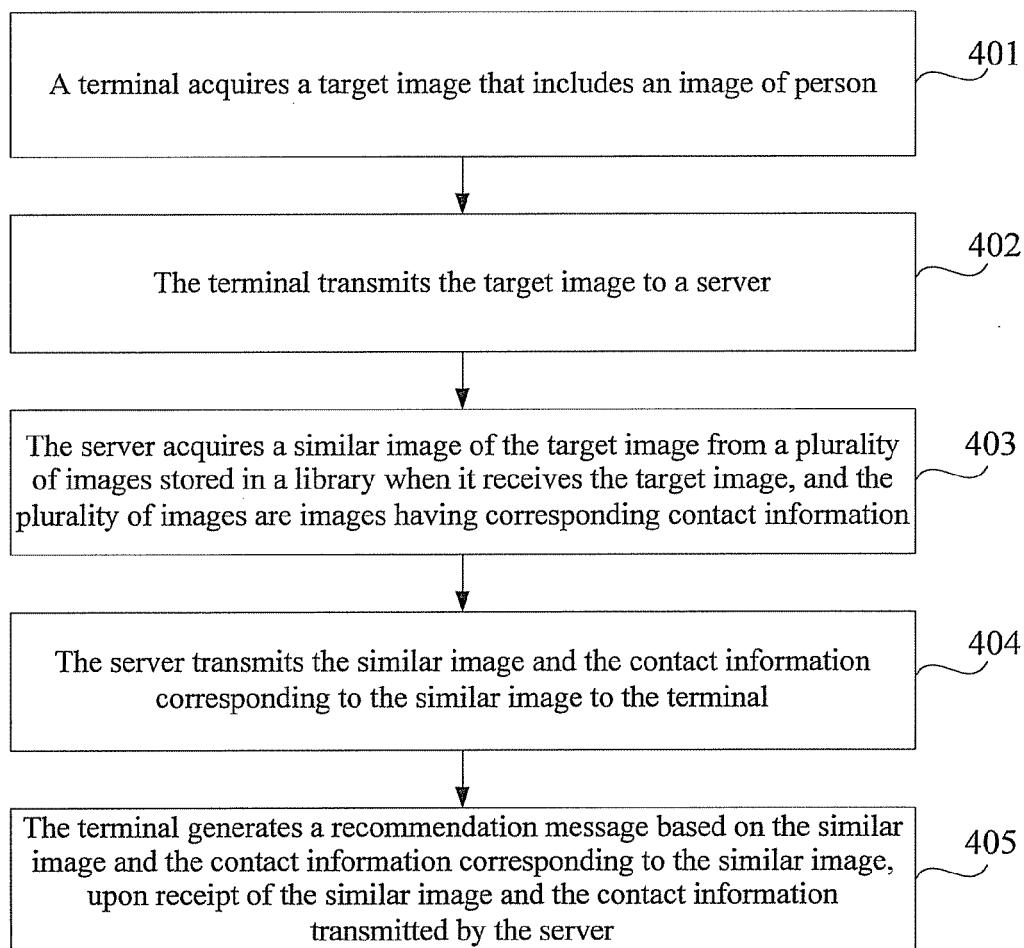 A terminal acquires a target image that includes an image of person
401
The terminal transmits the target image to a server
402
The server acquires a similar image of the target image from a plurality
of images stored in a library when it receives the target image, and the
plurality of images are images having corresponding contact information
403
The server transmits the similar image and the contact information
corresponding to the similar image to the terminal
404
The terminal generates a recommendation message based on the similar
image and the contact information corresponding to the similar image,
upon receipt of the similar image and the contact information
transmitted by the server
405